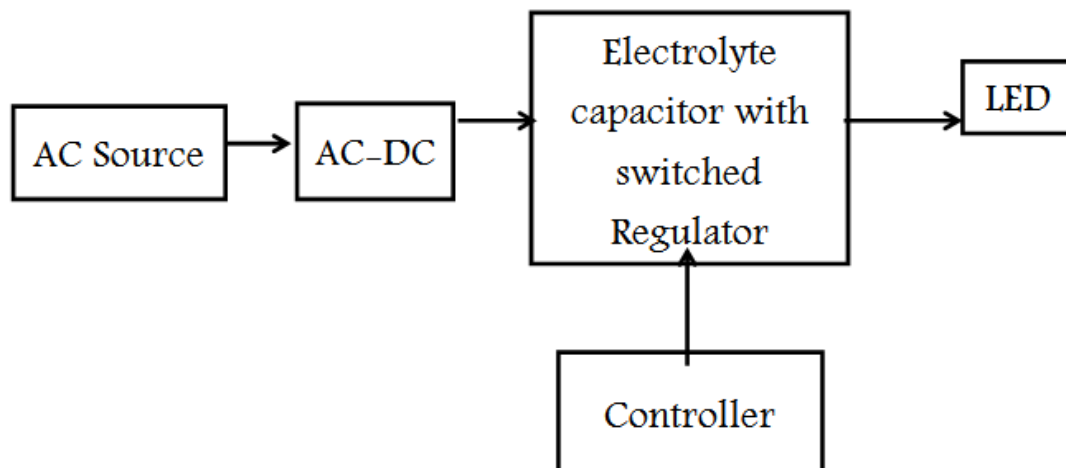 AC Source
AC-DC
Electrolyte
capacitor with
switched
Regulator
LED
Controller